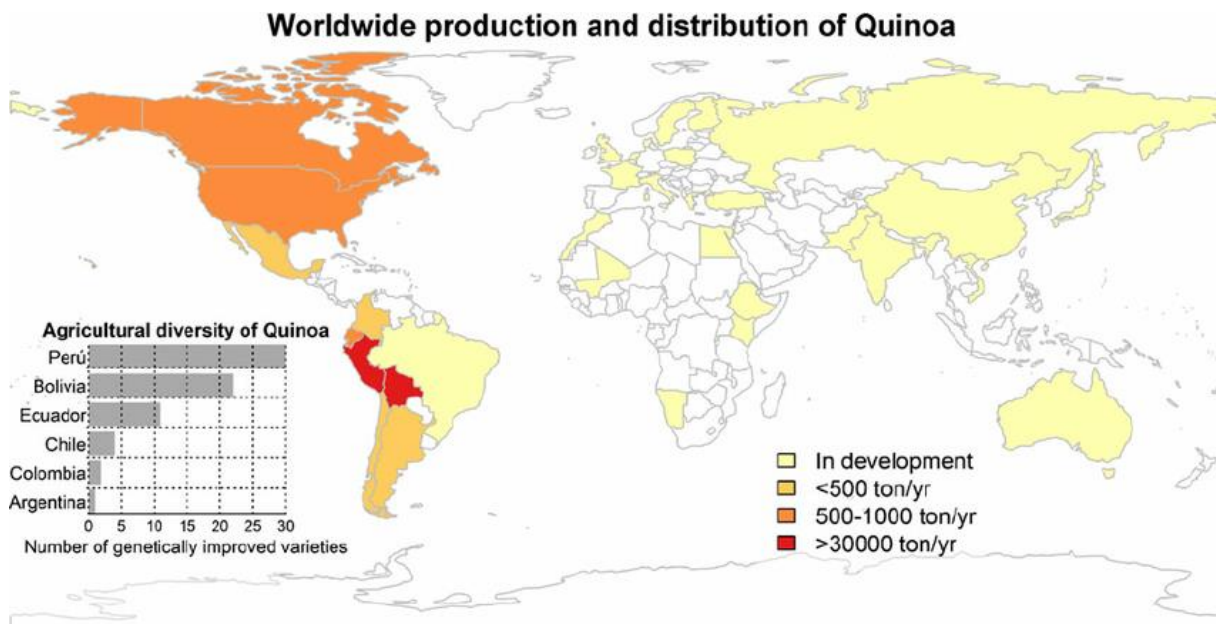 Worldwide production and distribution of Quinoa
Agricultural diversity of Quinoa
Perú
Bolivia
Ecuador
Chile
Colombia
Argentina
0 5 10 15 20 25 30
Number of genetically improved varieties
In development
<500 ton/yr
500-1000 ton/yr
>30000 ton/yr